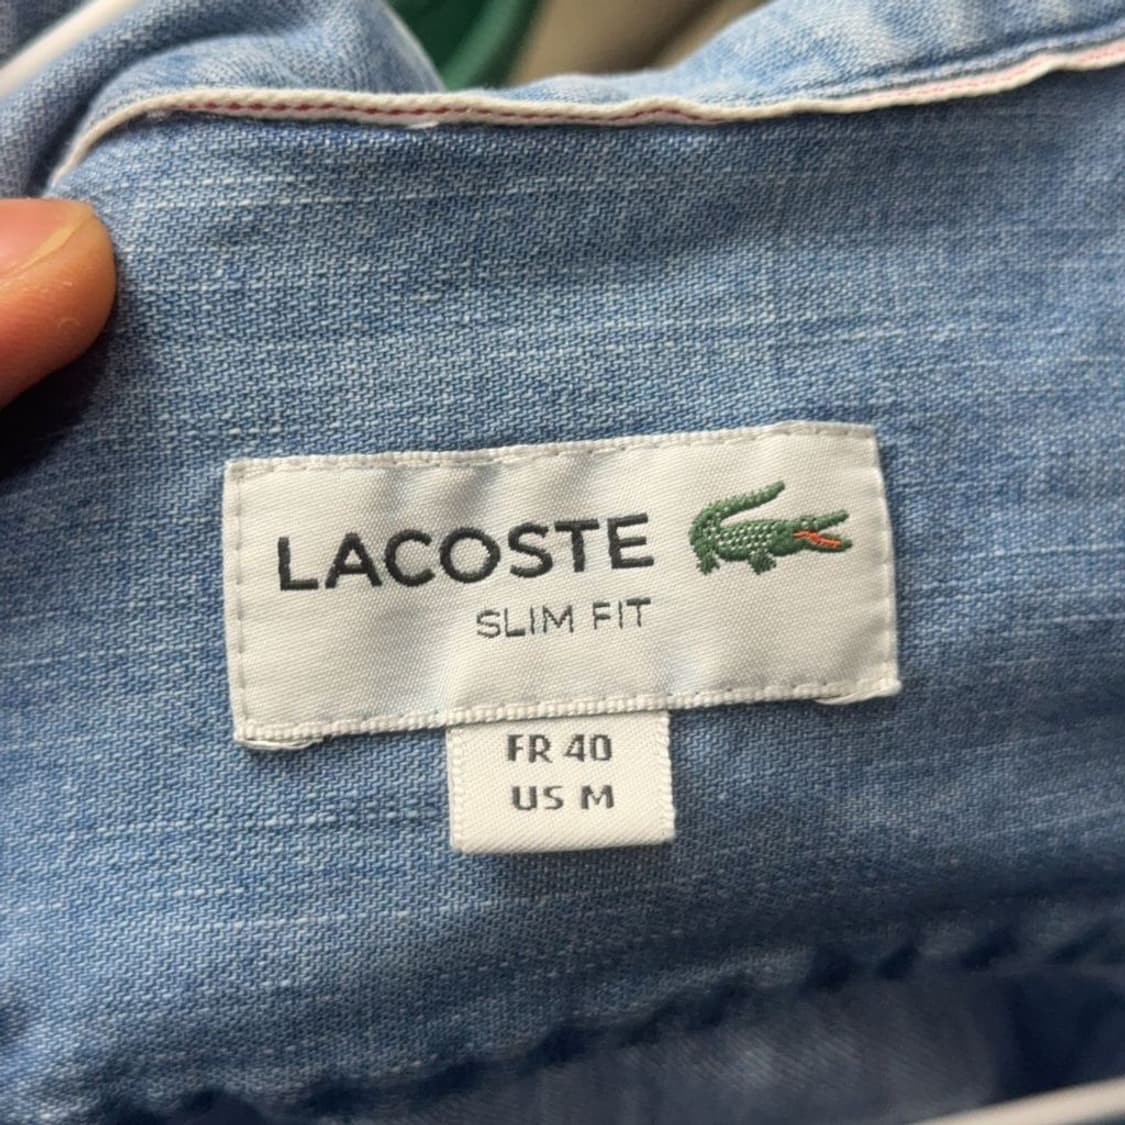 LACOSTE
SLIM FIT
FR 40
US M